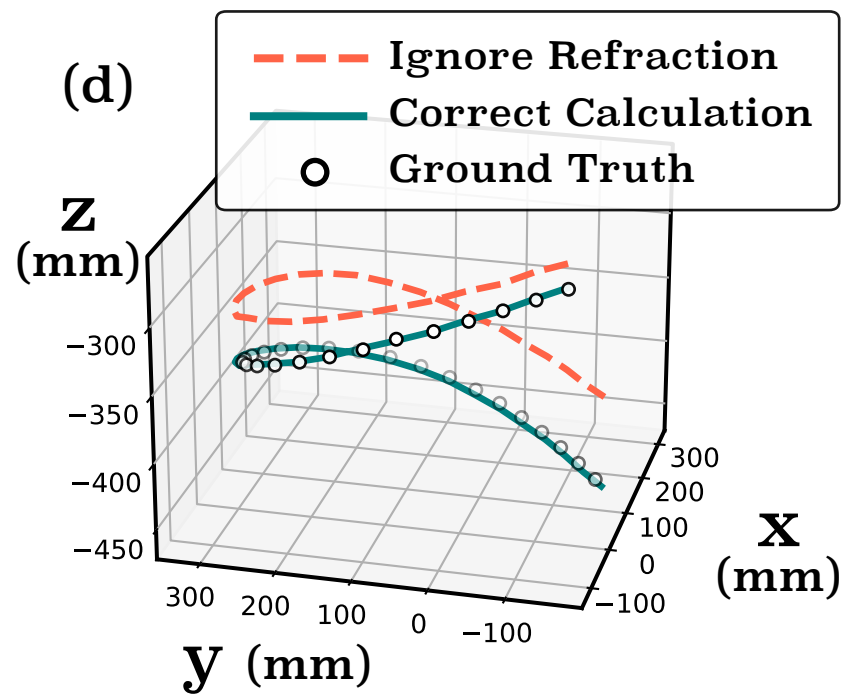 (d)
Ignore Refraction
Correct Calculation
Ground Truth
z
(mm)
−300
−350
−400
−450
300
200
100
0
−100
y (mm)
300
200
100
0
−100
x
(mm)